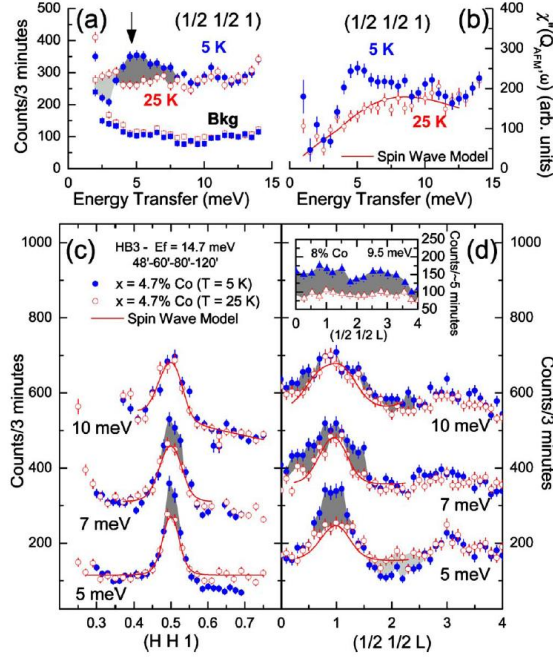 (a)
(1/2 1/2 1)
5 K
25 K
Bkg
Counts/3 minutes
400
300
200
100
0
0 5 10 15
Energy Transfer (meV)
(b)
(1/2 1/2 1)
5 K
25 K
Spin Wave Model
χ''(Q_AFM,ω) (arb. units)
400
300
200
100
0
0 5 10 15
Energy Transfer (meV)
(c)
HB3 - Ef = 14.7 meV
48'-60'-80'-120'
x = 4.7% Co (T = 5 K)
x = 4.7% Co (T = 25 K)
Spin Wave Model
10 meV
7 meV
5 meV
Counts/3 minutes
1000
800
600
400
200
0.3 0.4 0.5 0.6 0.7
(H H 1)
(d)
8% Co
9.5 meV
250
200
150
100
50
Counts/~5 minutes
0 1 2 3 4
(1/2 1/2 L)
10 meV
7 meV
5 meV
1000
800
600
400
200
Counts/3 minutes
0 1 2 3 4
(1/2 1/2 L)